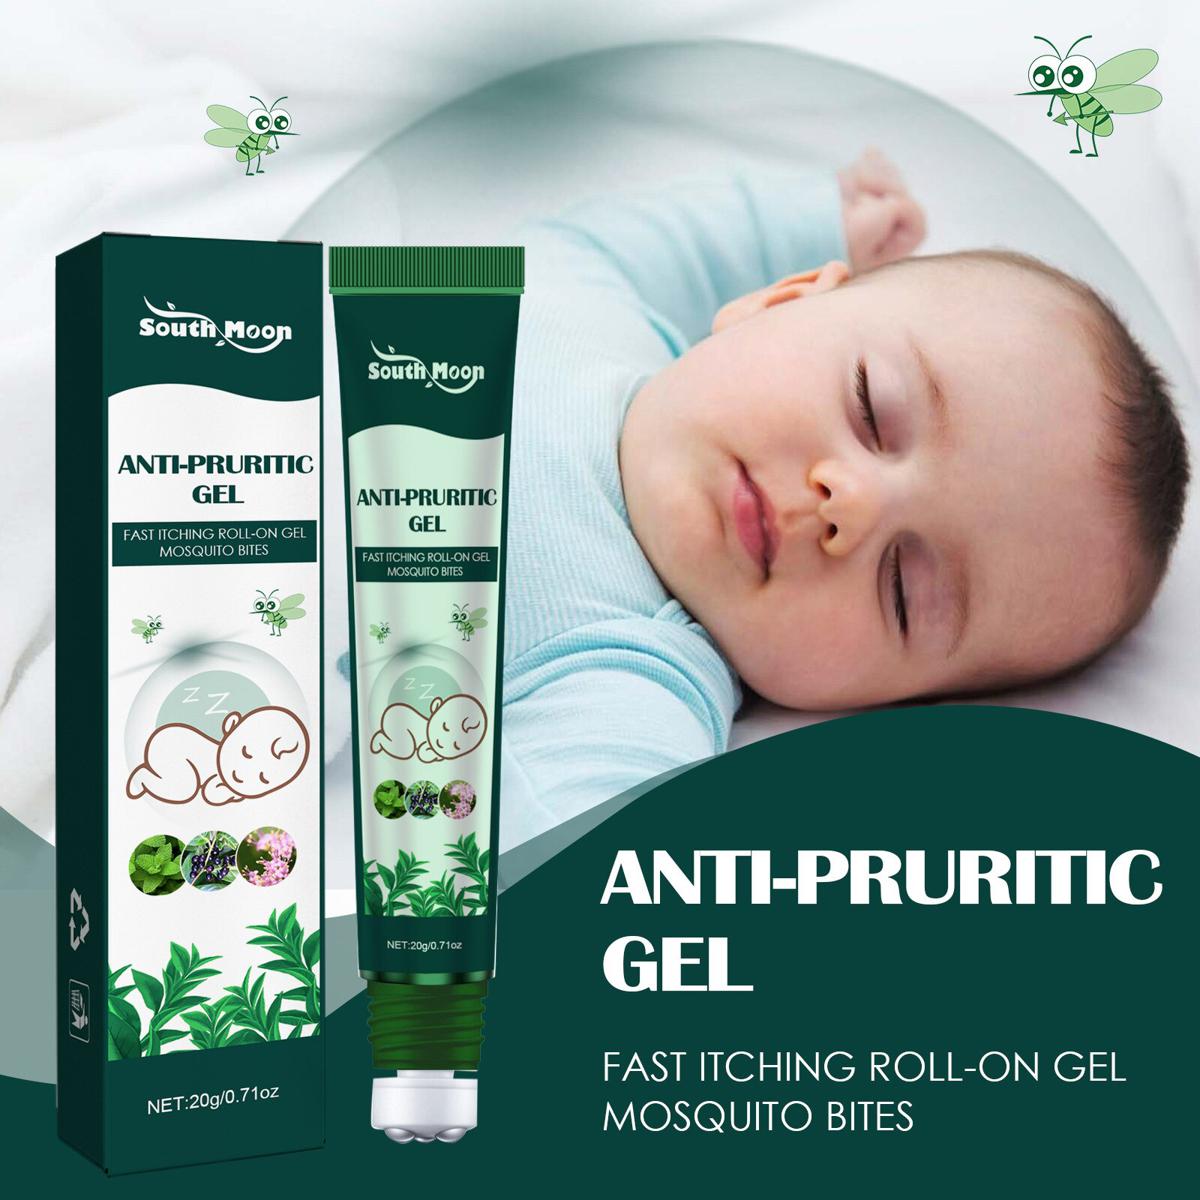 South Moon
ANTI-PRURITIC
GEL
FAST ITCHING ROLL-ON GEL
MOSQUITO BITES
Z Z
NET:20g/0.71oz
South Moon
ANTI-PRURITIC
GEL
FAST ITCHING ROLL-ON GEL
MOSQUITO BITES
Z Z
NET:20g/0.71oz
ANTI-PRURITIC
GEL
FAST ITCHING ROLL-ON GEL
MOSQUITO BITES